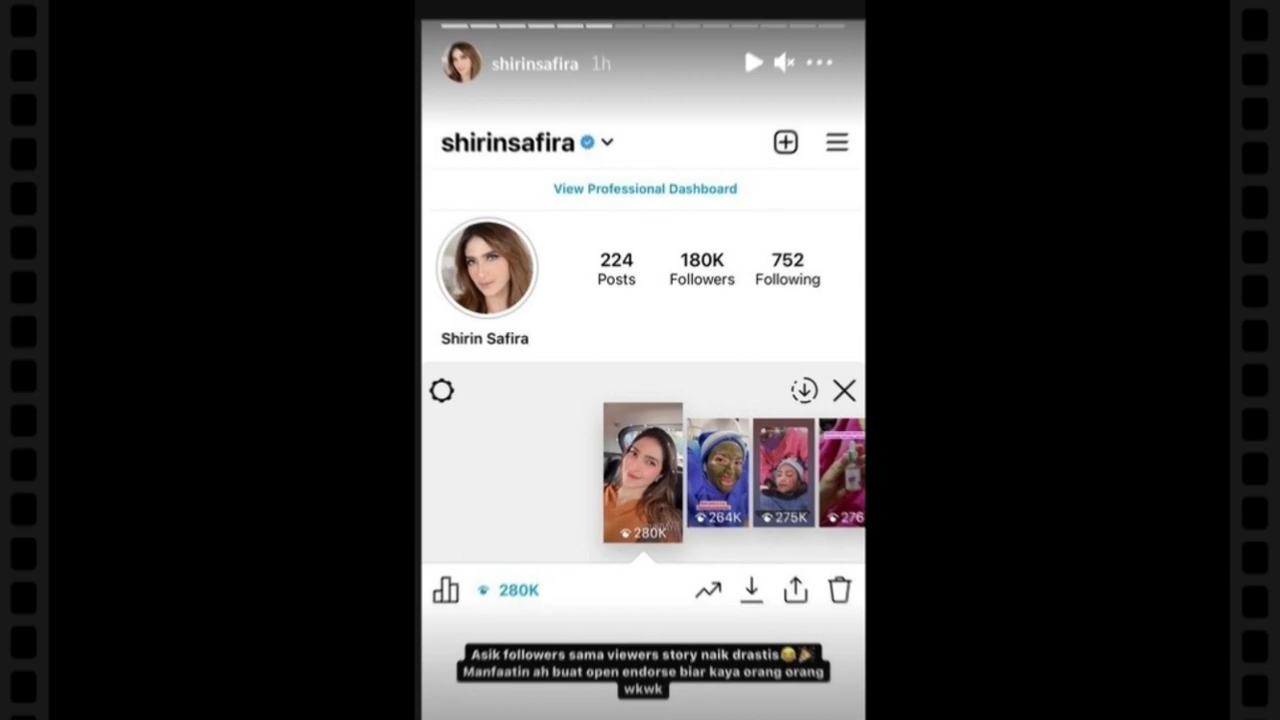 shirinsafira 1h
shirinsafira
View Professional Dashboard
224 180K 752
Posts Followers Following
Shirin Safira
280K
264K
275K
276
280K
Asik followers sama viewers story naik drastis😂🎉
Manfaatin ah buat open endorse biar kaya orang orang
wkwk